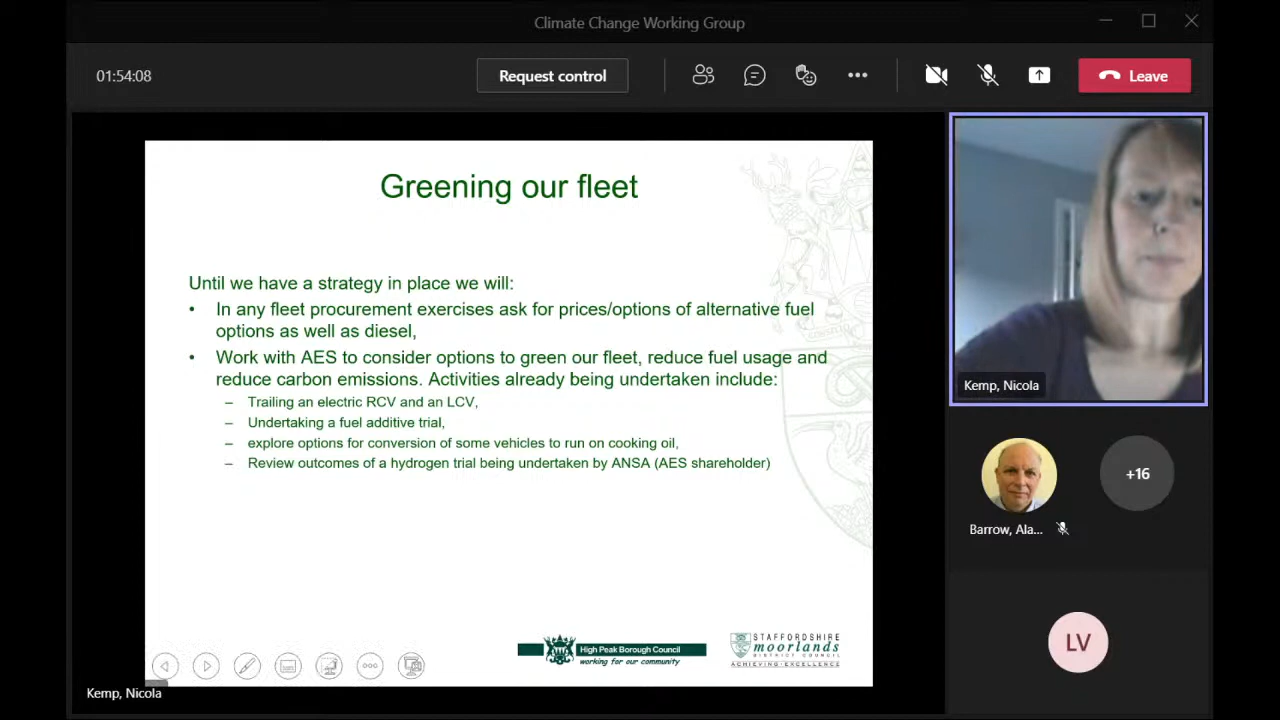 Climate Change Working Group
01:54:08
Request control
Leave
Greening our fleet
Until we have a strategy in place we will:
• In any fleet procurement exercises ask for prices/options of alternative fuel
options as well as diesel,
• Work with AES to consider options to green our fleet, reduce fuel usage and
reduce carbon emissions. Activities already being undertaken include:
– Trailing an electric RCV and an LCV,
– Undertaking a fuel additive trial,
– explore options for conversion of some vehicles to run on cooking oil,
– Review outcomes of a hydrogen trial being undertaken by ANSA (AES shareholder)
High Peak Borough Council
working for our community
STAFFORDSHIRE
moorlands
DISTRICT COUNCIL
ACHIEVING EXCELLENCE
Kemp, Nicola
Kemp, Nicola
+16
Barrow, Ala...
LV